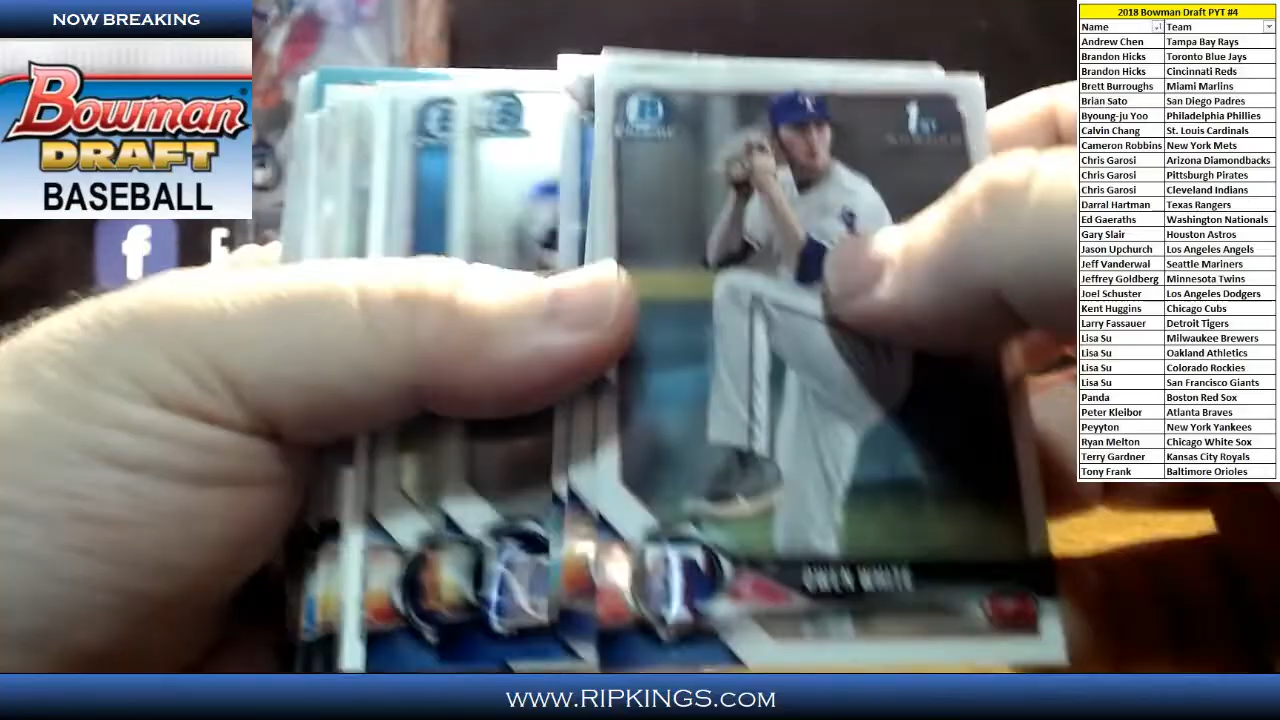 NOW BREAKING
Bowman
DRAFT
BASEBALL
f
1ST
OWEN WHITE
2018 Bowman Draft PYT #4
Name Team
Andrew Chen Tampa Bay Rays
Brandon Hicks Toronto Blue Jays
Brandon Hicks Cincinnati Reds
Brett Burroughs Miami Marlins
Brian Sato San Diego Padres
Byoung-ju Yoo Philadelphia Phillies
Calvin Chang St. Louis Cardinals
Cameron Robbins New York Mets
Chris Garosi Arizona Diamondbacks
Chris Garosi Pittsburgh Pirates
Chris Garosi Cleveland Indians
Darral Hartman Texas Rangers
Ed Gaeraths Washington Nationals
Gary Slair Houston Astros
Jason Upchurch Los Angeles Angels
Jeff Vanderwal Seattle Mariners
Jeffrey Goldberg Minnesota Twins
Joel Schuster Los Angeles Dodgers
Kent Huggins Chicago Cubs
Larry Fassauer Detroit Tigers
Lisa Su Milwaukee Brewers
Lisa Su Oakland Athletics
Lisa Su Colorado Rockies
Lisa Su San Francisco Giants
Panda Boston Red Sox
Peter Kleibor Atlanta Braves
Peyyton New York Yankees
Ryan Melton Chicago White Sox
Terry Gardner Kansas City Royals
Tony Frank Baltimore Orioles
WWW.RIPKINGS.COM